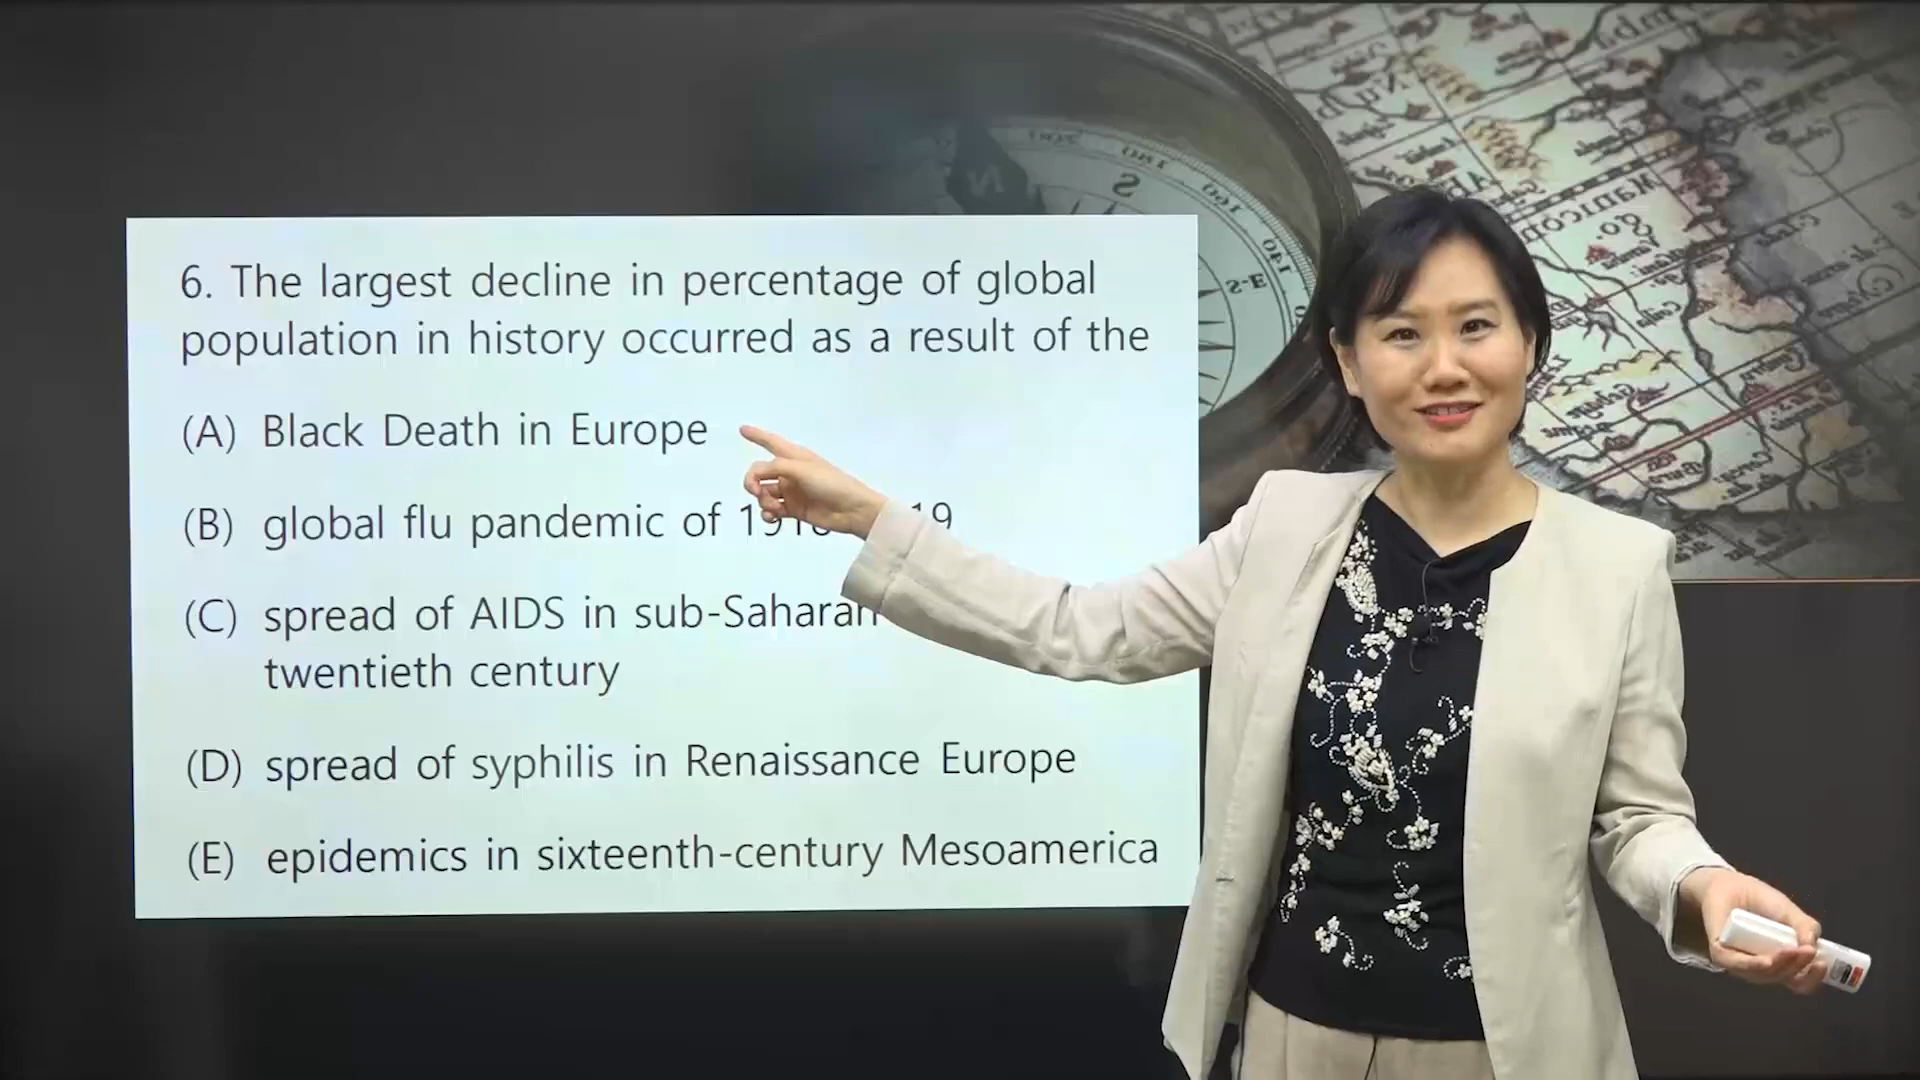 6. The largest decline in percentage of global
population in history occurred as a result of the
(A) Black Death in Europe
(B) global flu pandemic of 19
(C) spread of AIDS in sub-Saharan
twentieth century
(D) spread of syphilis in Renaissance Europe
(E) epidemics in sixteenth-century Mesoamerica
N
S
S-E